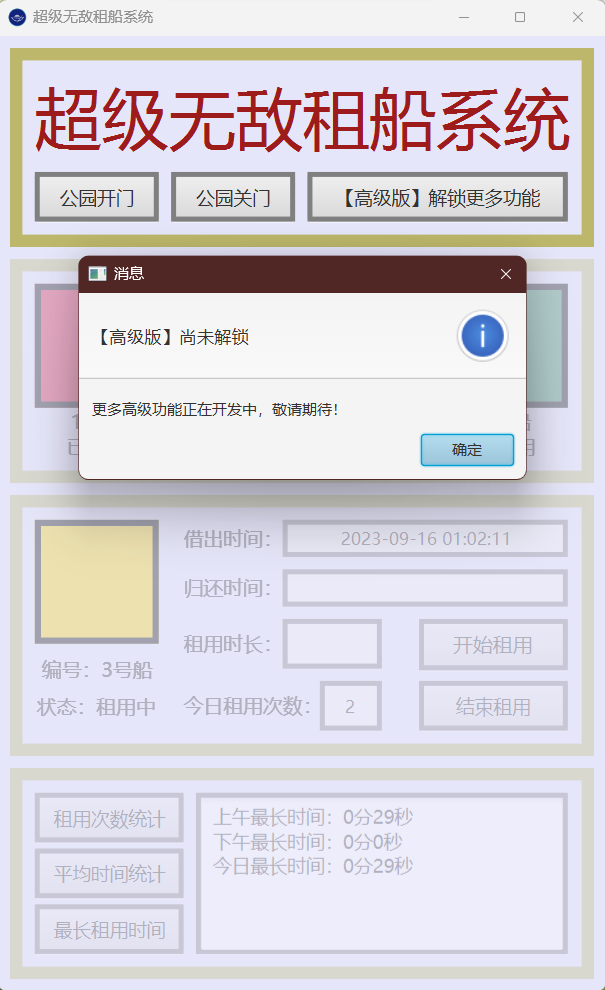 超级无敌租船系统
超级无敌租船系统
公园开门 公园关门 【高级版】解锁更多功能
消息
【高级版】尚未解锁
更多高级功能正在开发中，敬请期待！
确定
借出时间： 2023-09-16 01:02:11
归还时间：
租用时长： 开始租用
编号：3号船
状态：租用中 今日租用次数： 2 结束租用
租用次数统计
平均时间统计
最长租用时间
上午最长时间：0分29秒
下午最长时间：0分0秒
今日最长时间：0分29秒